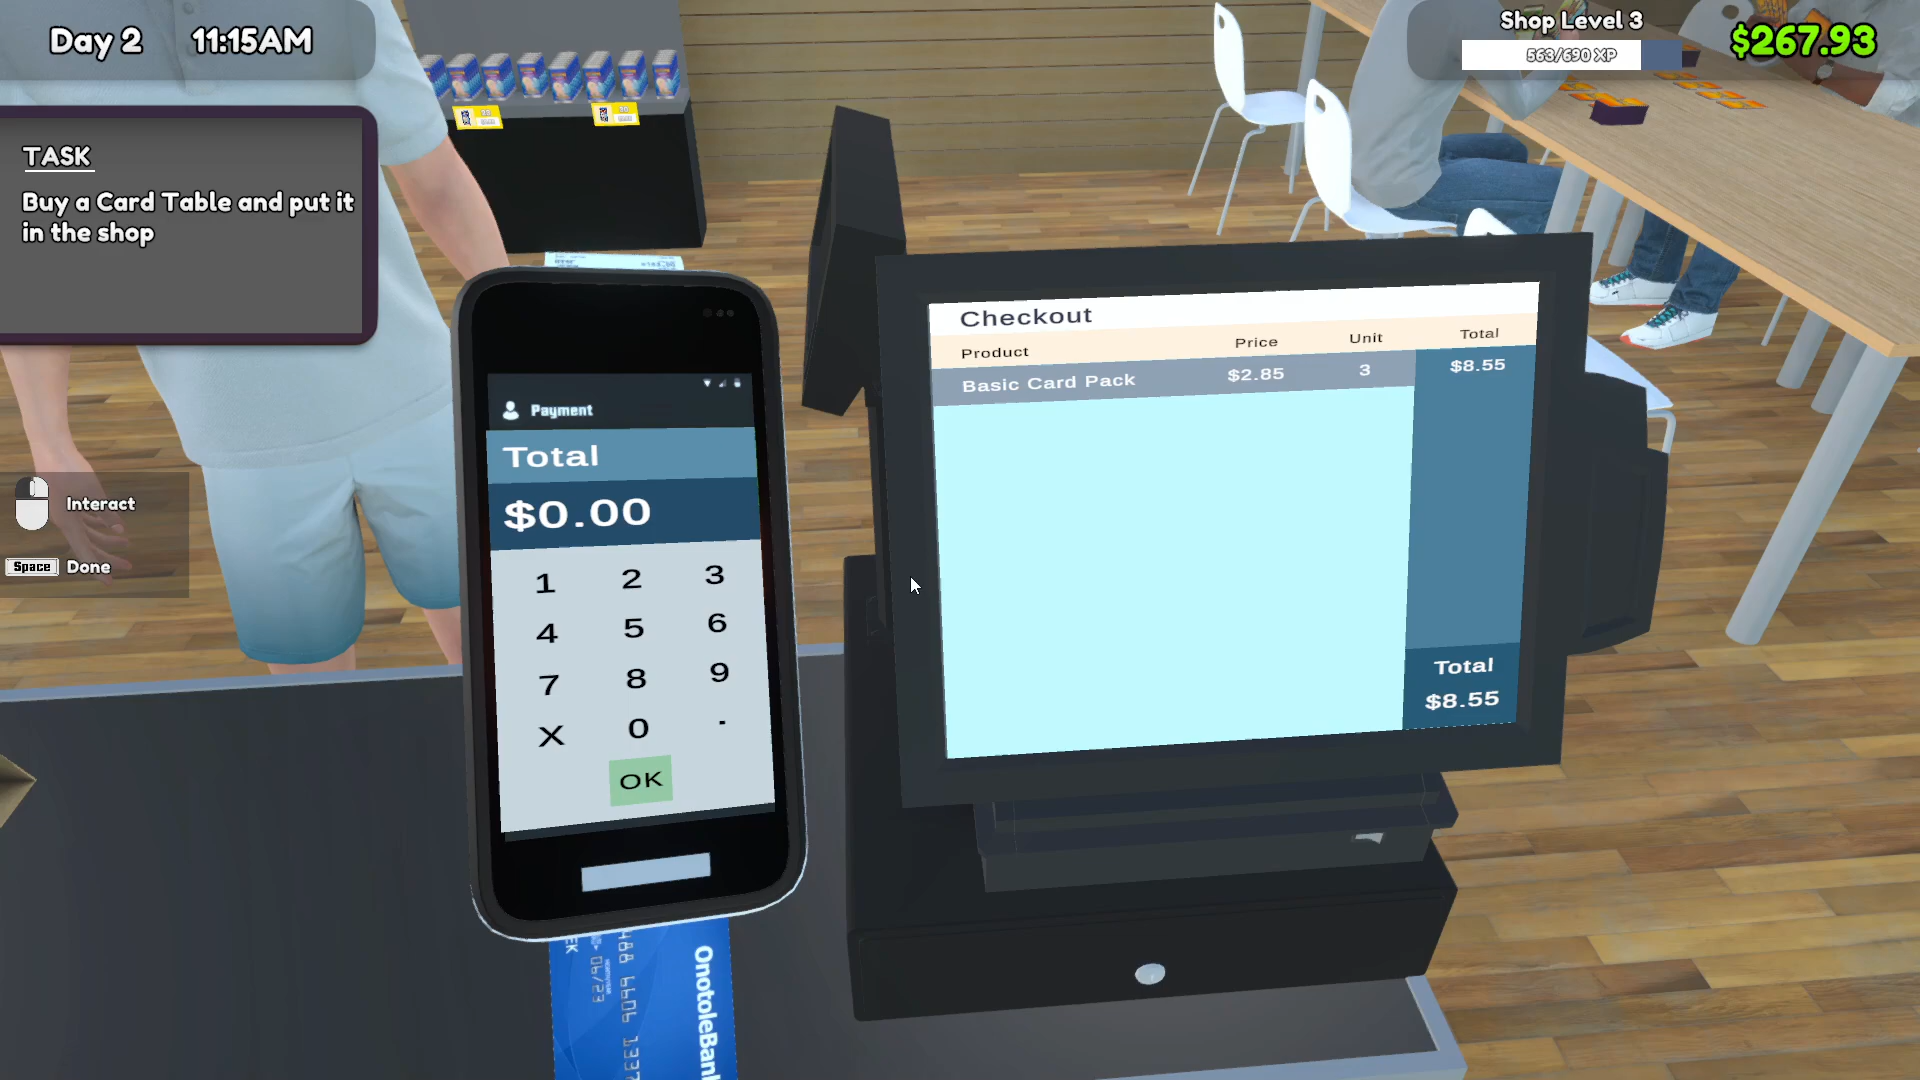 Day 2 11:15AM
Shop Level 3
563/690 XP
$267.93
TASK
Buy a Card Table and put it
in the shop
Interact
Space Done
Payment
Total
$0.00
1 2 3
4 5 6
7 8 9
X 0 .
OK
Checkout
Product Price Unit Total
Basic Card Pack $2.85 3 $8.55
Total
$8.55
OnotoleBank